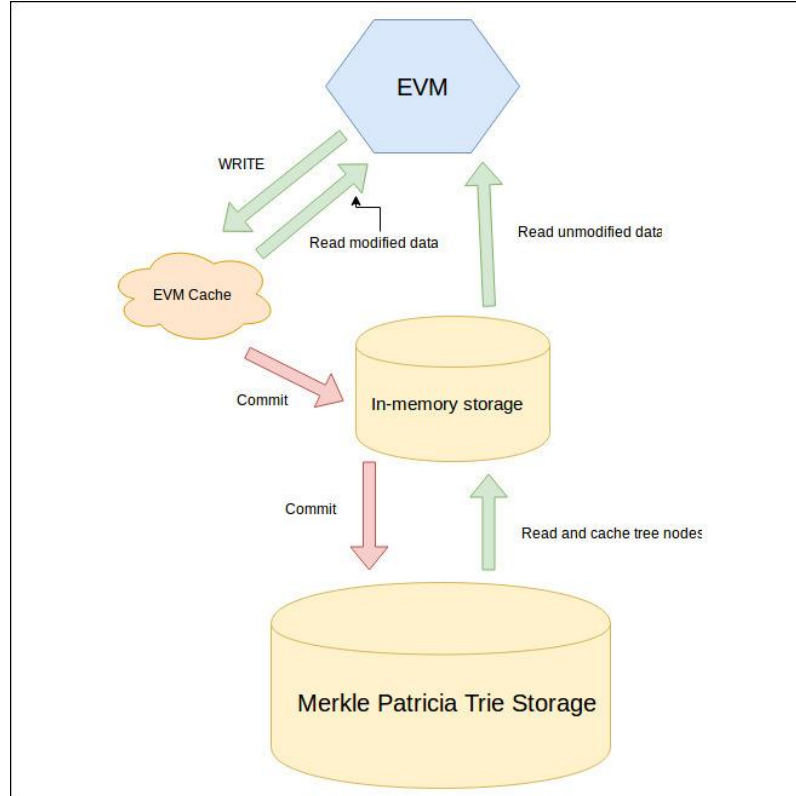 EVM
WRITE
Read modified data
Read unmodified data
EVM Cache
Commit
In-memory storage
Commit
Read and cache tree nodes
Merkle Patricia Trie Storage